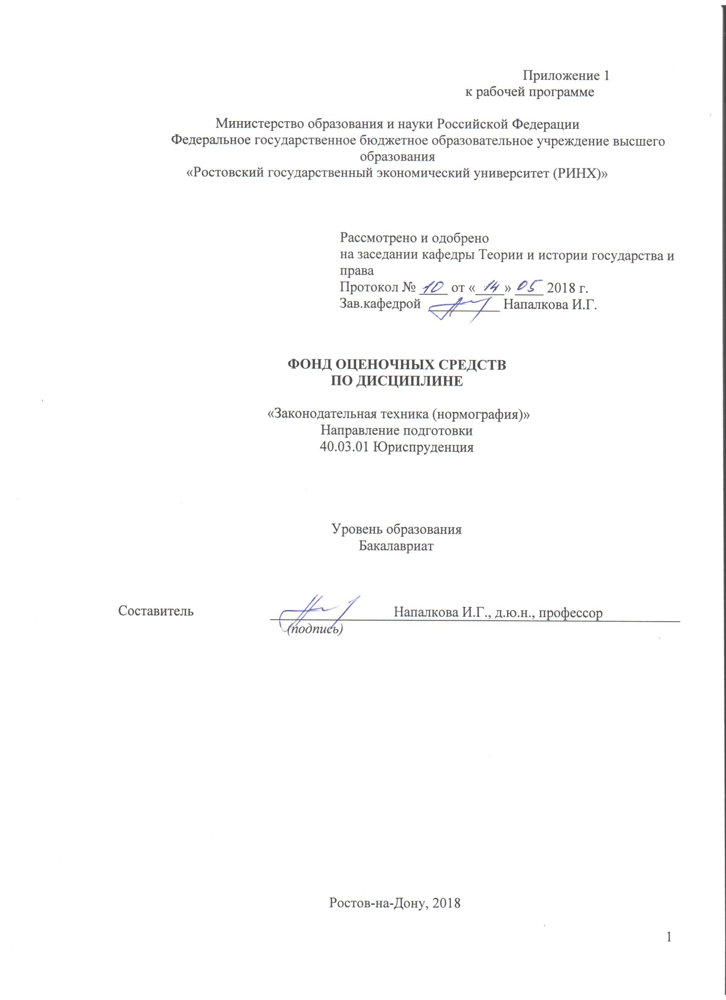 Приложение 1
к рабочей программе
Министерство образования и науки Российской Федерации
Федеральное государственное бюджетное образовательное учреждение высшего
образования
«Ростовский государственный экономический университет (РИНХ)»
Рассмотрено и одобрено
на заседании кафедры Теории и истории государства и
права
Протокол № 10 от «14» 05 2018 г.
Зав.кафедрой Напалкова И.Г.
ФОНД ОЦЕНОЧНЫХ СРЕДСТВ
ПО ДИСЦИПЛИНЕ
«Законодательная техника (нормография)»
Направление подготовки
40.03.01 Юриспруденция
Уровень образования
Бакалавриат
Составитель Напалкова И.Г., д.ю.н., профессор
(подпись)
Ростов-на-Дону, 2018
1